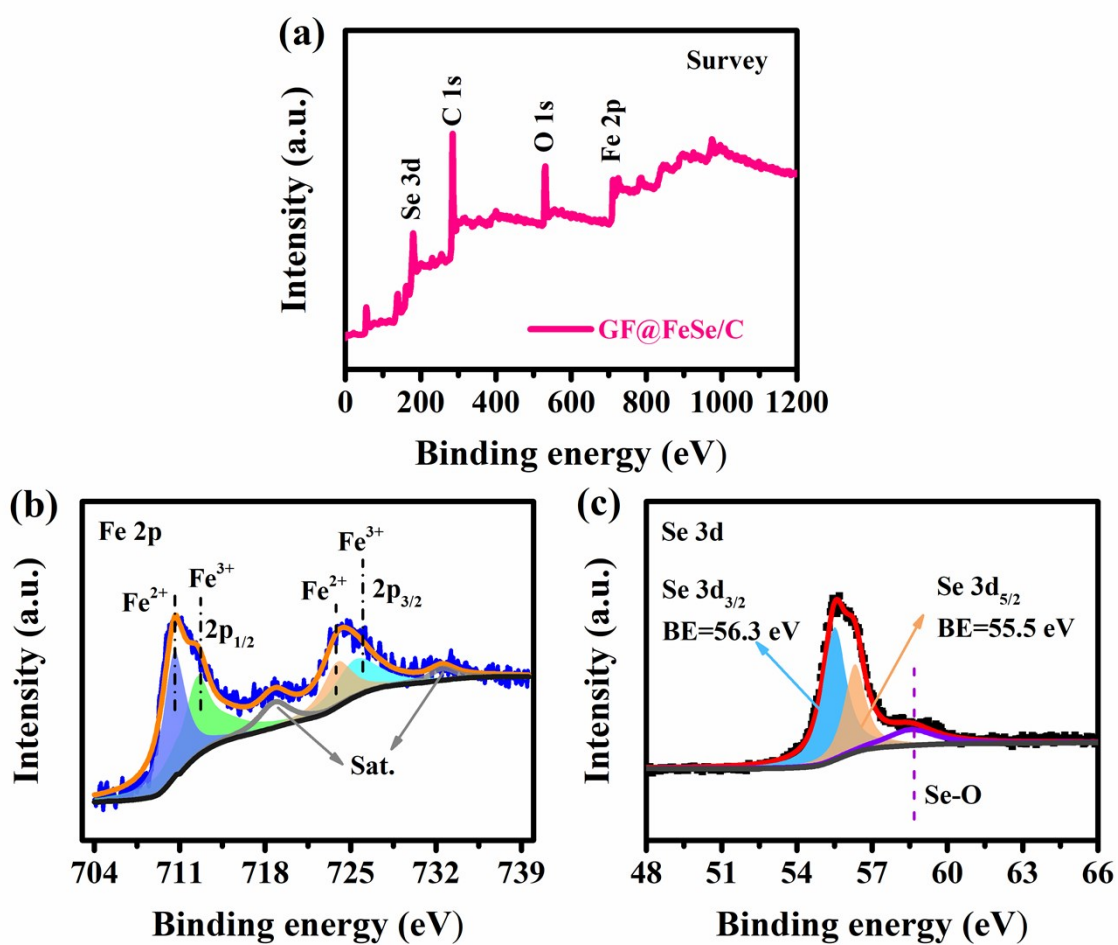 (a)
Survey
Se 3d
C 1s
O 1s
Fe 2p
GF@FeSe/C
Intensity (a.u.)
0 200 400 600 800 1000 1200
Binding energy (eV)
(b)
Fe 2p
Fe²⁺
Fe³⁺
2p₁/₂
Fe²⁺
Fe³⁺
2p₃/₂
Sat.
Intensity (a.u.)
704 711 718 725 732 739
Binding energy (eV)
(c)
Se 3d
Se 3d₃/₂
BE=56.3 eV
Se 3d₅/₂
BE=55.5 eV
Se-O
Intensity (a.u.)
48 51 54 57 60 63 66
Binding energy (eV)